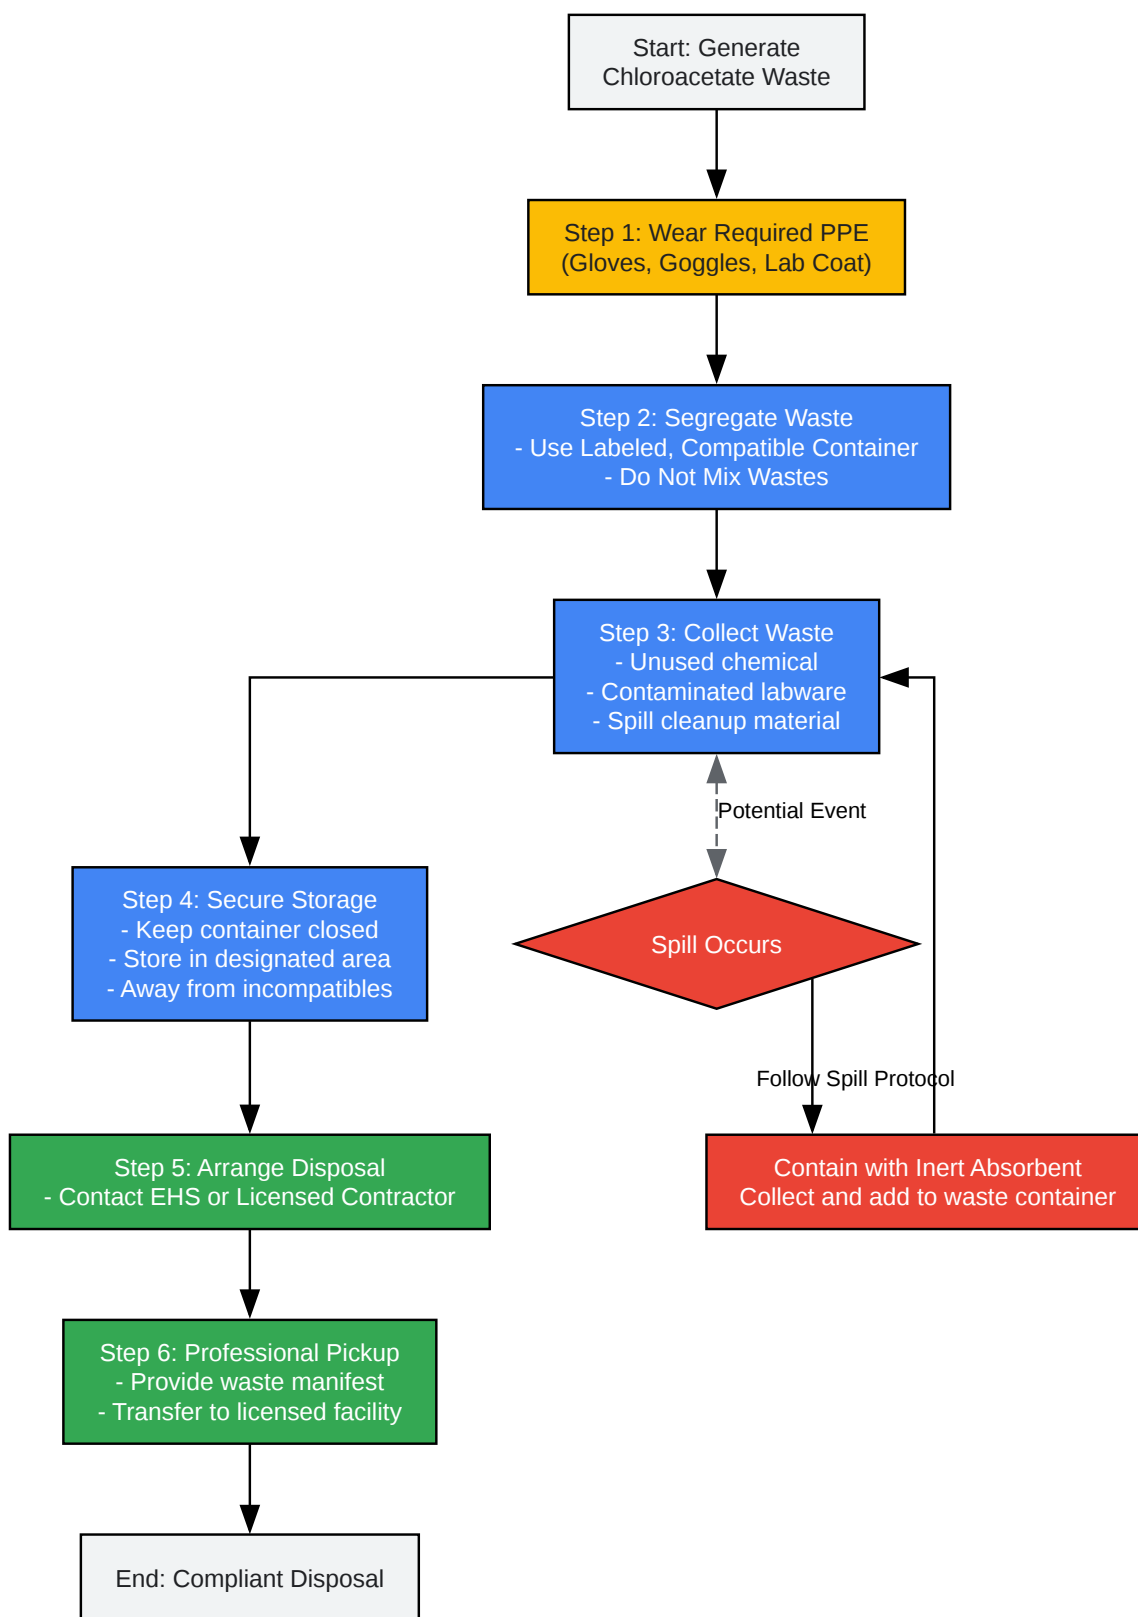 Start: Generate
Chloroacetate Waste
Step 1: Wear Required PPE
(Gloves, Goggles, Lab Coat)
Step 2: Segregate Waste
- Use Labeled, Compatible Container
- Do Not Mix Wastes
Step 3: Collect Waste
- Unused chemical
- Contaminated labware
- Spill cleanup material
Potential Event
Step 4: Secure Storage
- Keep container closed
- Store in designated area
- Away from incompatibles
Spill Occurs
Follow Spill Protocol
Step 5: Arrange Disposal
- Contact EHS or Licensed Contractor
Contain with Inert Absorbent
Collect and add to waste container
Step 6: Professional Pickup
- Provide waste manifest
- Transfer to licensed facility
End: Compliant Disposal